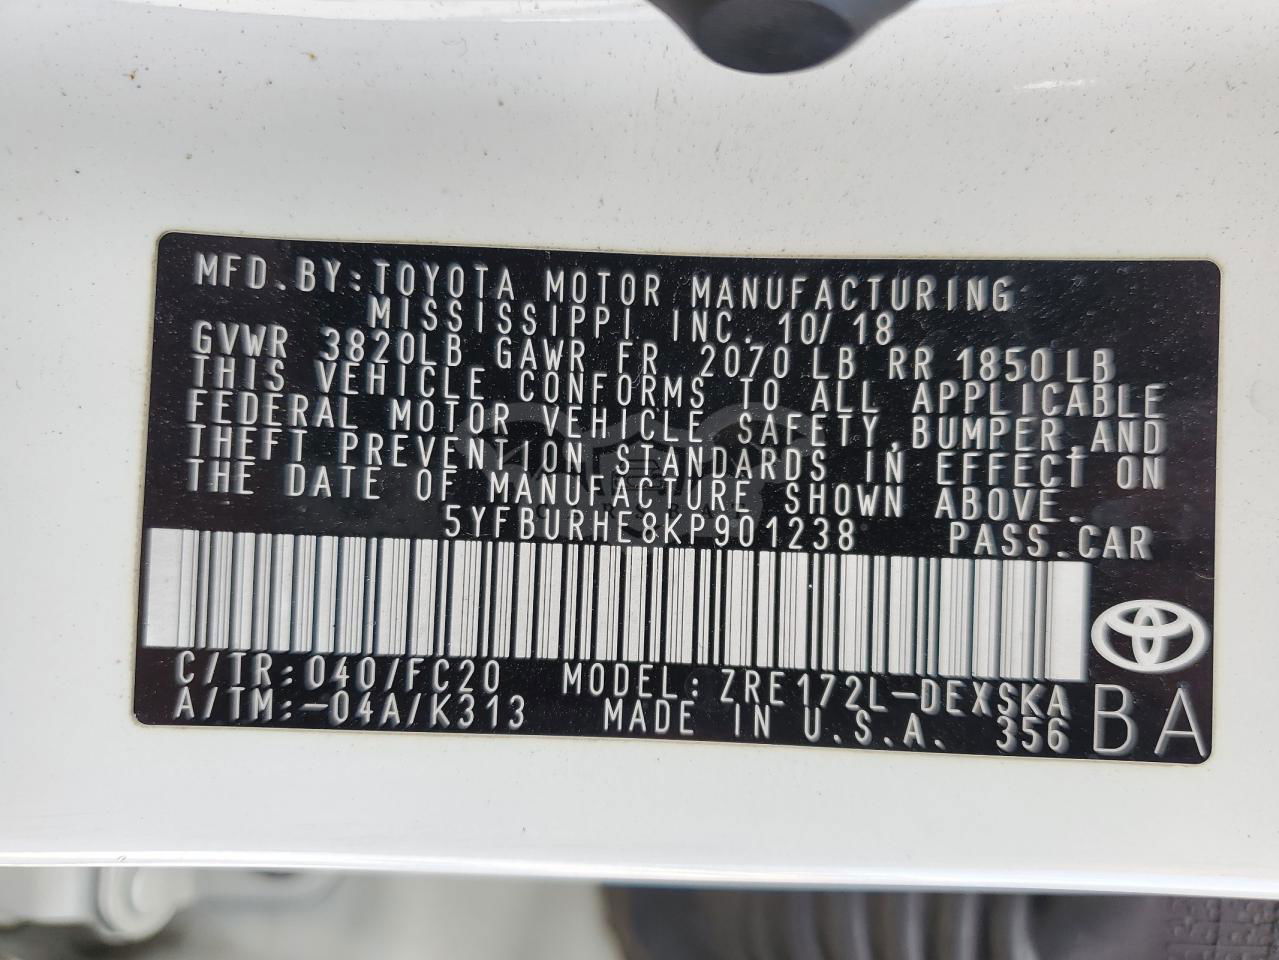 MFD.BY:TOYOTA MOTOR MANUFACTURING
MISSISSIPPI INC. 10/18
GVWR 3820LB GAWR FR 2070LB RR 1850LB
THIS VEHICLE CONFORMS TO ALL APPLICABLE
FEDERAL MOTOR VEHICLE SAFETY,BUMPER,AND
THEFT PREVENTION STANDARDS IN EFFECT ON
THE DATE OF MANUFACTURE SHOWN ABOVE.
5YFBURHE8KP901238 PASS.CAR
C/TR:040/FC20 MODEL:ZRE172L-DEXSKA
A/TM:-04A/K313 MADE IN U.S.A. 356
BA